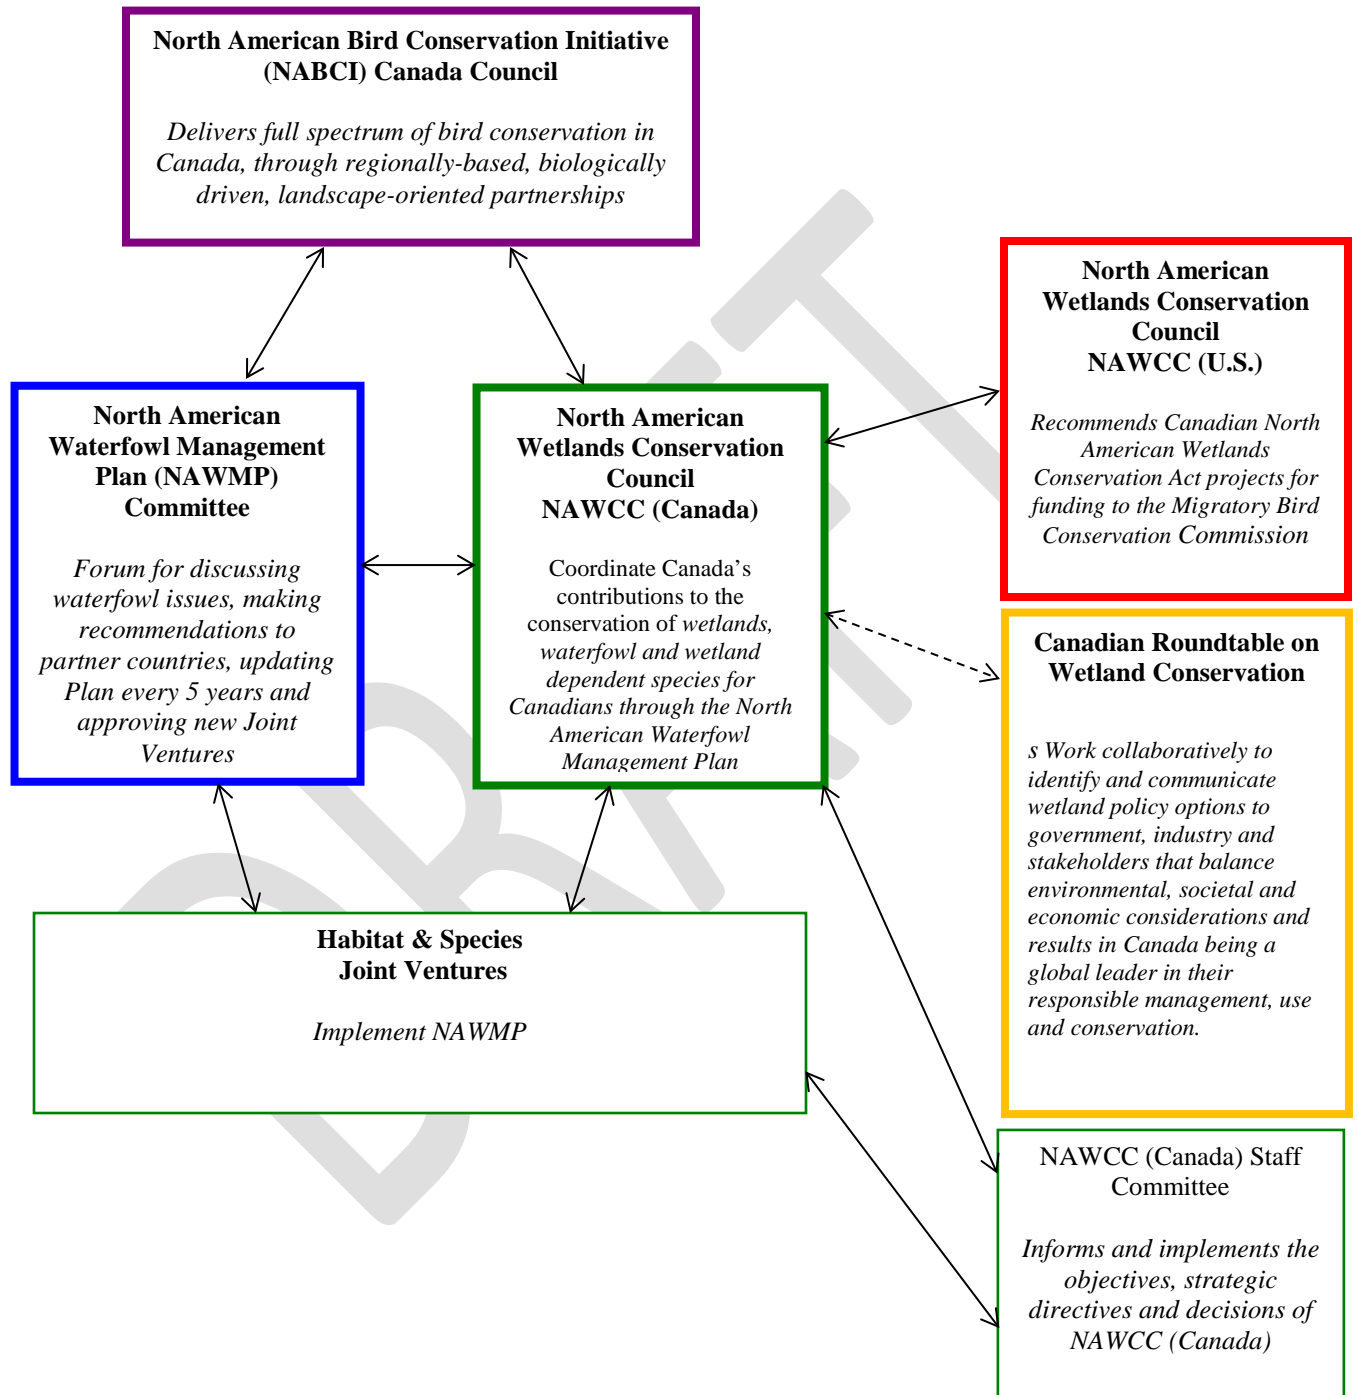 North American Bird Conservation Initiative
(NABCI) Canada Council
Delivers full spectrum of bird conservation in
Canada, through regionally-based, biologically
driven, landscape-oriented partnerships
North American
Waterfowl Management
Plan (NAWMP)
Committee
Forum for discussing
waterfowl issues, making
recommendations to
partner countries, updating
Plan every 5 years and
approving new Joint
Ventures
North American
Wetlands Conservation
Council
NAWCC (Canada)
Coordinate Canada’s
contributions to the
conservation of wetlands,
waterfowl and wetland
dependent species for
Canadians through the North
American Waterfowl
Management Plan
North American
Wetlands Conservation
Council
NAWCC (U.S.)
Recommends Canadian North
American Wetlands
Conservation Act projects for
funding to the Migratory Bird
Conservation Commission
Canadian Roundtable on
Wetland Conservation
s Work collaboratively to
identify and communicate
wetland policy options to
government, industry and
stakeholders that balance
environmental, societal and
economic considerations and
results in Canada being a
global leader in their
responsible management, use
and conservation.
Habitat & Species
Joint Ventures
Implement NAWMP
NAWCC (Canada) Staff
Committee
Informs and implements the
objectives, strategic
directives and decisions of
NAWCC (Canada)
DRAFT